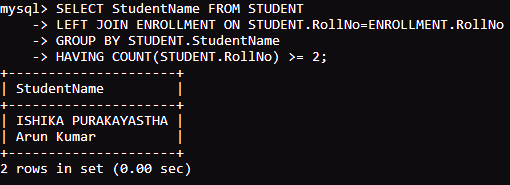 mysql> SELECT StudentName FROM STUDENT
    -> LEFT JOIN ENROLLMENT ON STUDENT.RollNo=ENROLLMENT.RollNo
    -> GROUP BY STUDENT.StudentName
    -> HAVING COUNT(STUDENT.RollNo) >= 2;
+---------------------+
| StudentName         |
+---------------------+
| ISHIKA PURAKAYASTHA |
| Arun Kumar          |
+---------------------+
2 rows in set (0.00 sec)